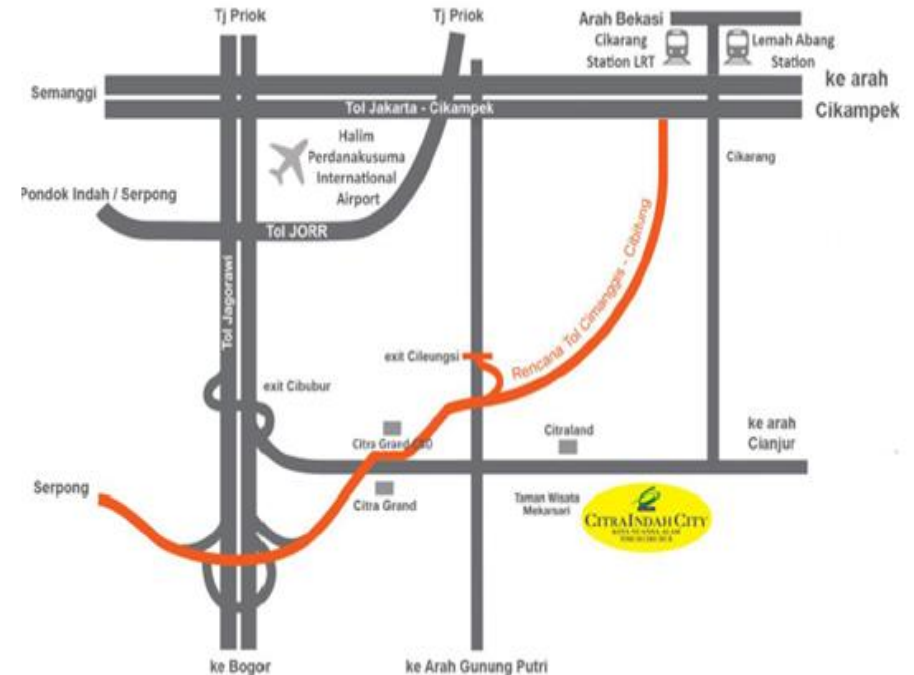 Tj Priok
Tj Priok
Arah Bekasi
Cikarang
Station LRT
Lemah Abang
Station
Semanggi
ke arah
Cikampek
Tol Jakarta - Cikampek
Halim
Perdanakusuma
International
Airport
Cikarang
Pondok Indah / Serpong
Tol JORR
Tol Jagorawi
Rencana Tol Cimanggis - Cibitung
exit Cileungsi
exit Cibubur
Citra Grand CBD
Citraland
ke arah
Cianjur
Serpong
Citra Grand
Taman Wisata
Mekarsari
CITRAINDAH CITY
ke Bogor
ke Arah Gunung Putri